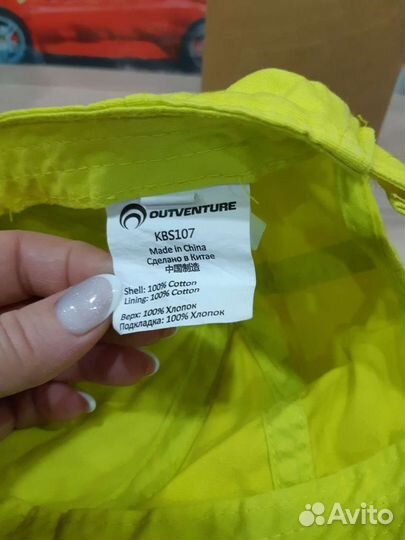 OUTVENTURE
KBS107
Made in China
Сделано в Китае
中国制造
Shell: 100% Cotton
Lining: 100% Cotton
Верх: 100% Хлопок
Подкладка: 100% Хлопок
Avito